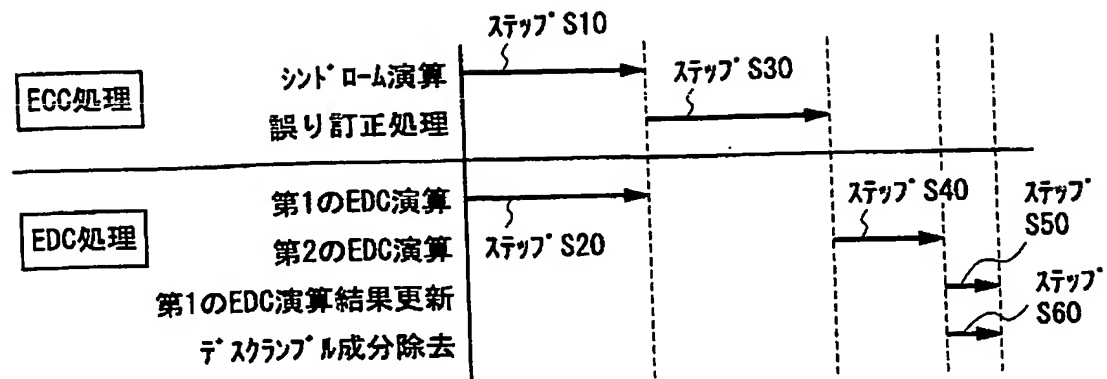 ステップ S10
ECC処理
シンドローム演算
ステップ S30
誤り訂正処理
第1のEDC演算
ステップ S40
ステップ
S50
EDC処理
第2のEDC演算
ステップ S20
第1のEDC演算結果更新
ステップ
S60
デスクランブル成分除去